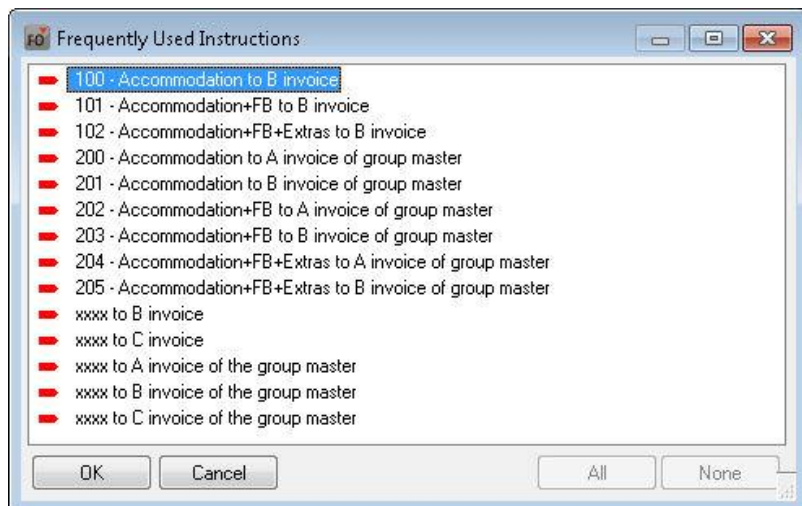 FO Frequently Used Instructions
100 - Accommodation to B invoice
101 - Accommodation+FB to B invoice
102 - Accommodation+FB+Extras to B invoice
200 - Accommodation to A invoice of group master
201 - Accommodation to B invoice of group master
202 - Accommodation+FB to A invoice of group master
203 - Accommodation+FB to B invoice of group master
204 - Accommodation+FB+Extras to A invoice of group master
205 - Accommodation+FB+Extras to B invoice of group master
xxxx to B invoice
xxxx to C invoice
xxxx to A invoice of the group master
xxxx to B invoice of the group master
xxxx to C invoice of the group master
OK Cancel All None